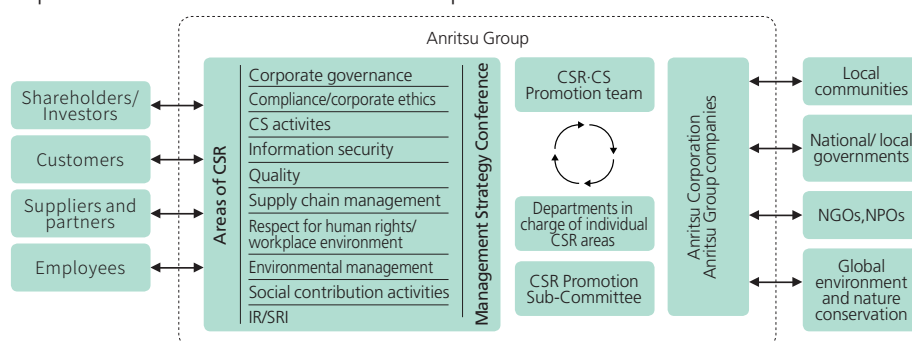 Anritsu Group
Shareholders/
Investors
Customers
Suppliers and
partners
Employees
Areas of CSR
Corporate governance
Compliance/corporate ethics
CS activites
Information security
Quality
Supply chain management
Respect for human rights/
workplace environment
Environmental management
Social contribution activities
IR/SRI
Management Strategy Conference
CSR·CS
Promotion team
Departments in
charge of individual
CSR areas
CSR Promotion
Sub-Committee
Anritsu Corporation
Anritsu Group companies
Local
communities
National/ local
governments
NGOs,NPOs
Global
environment
and nature
conservation